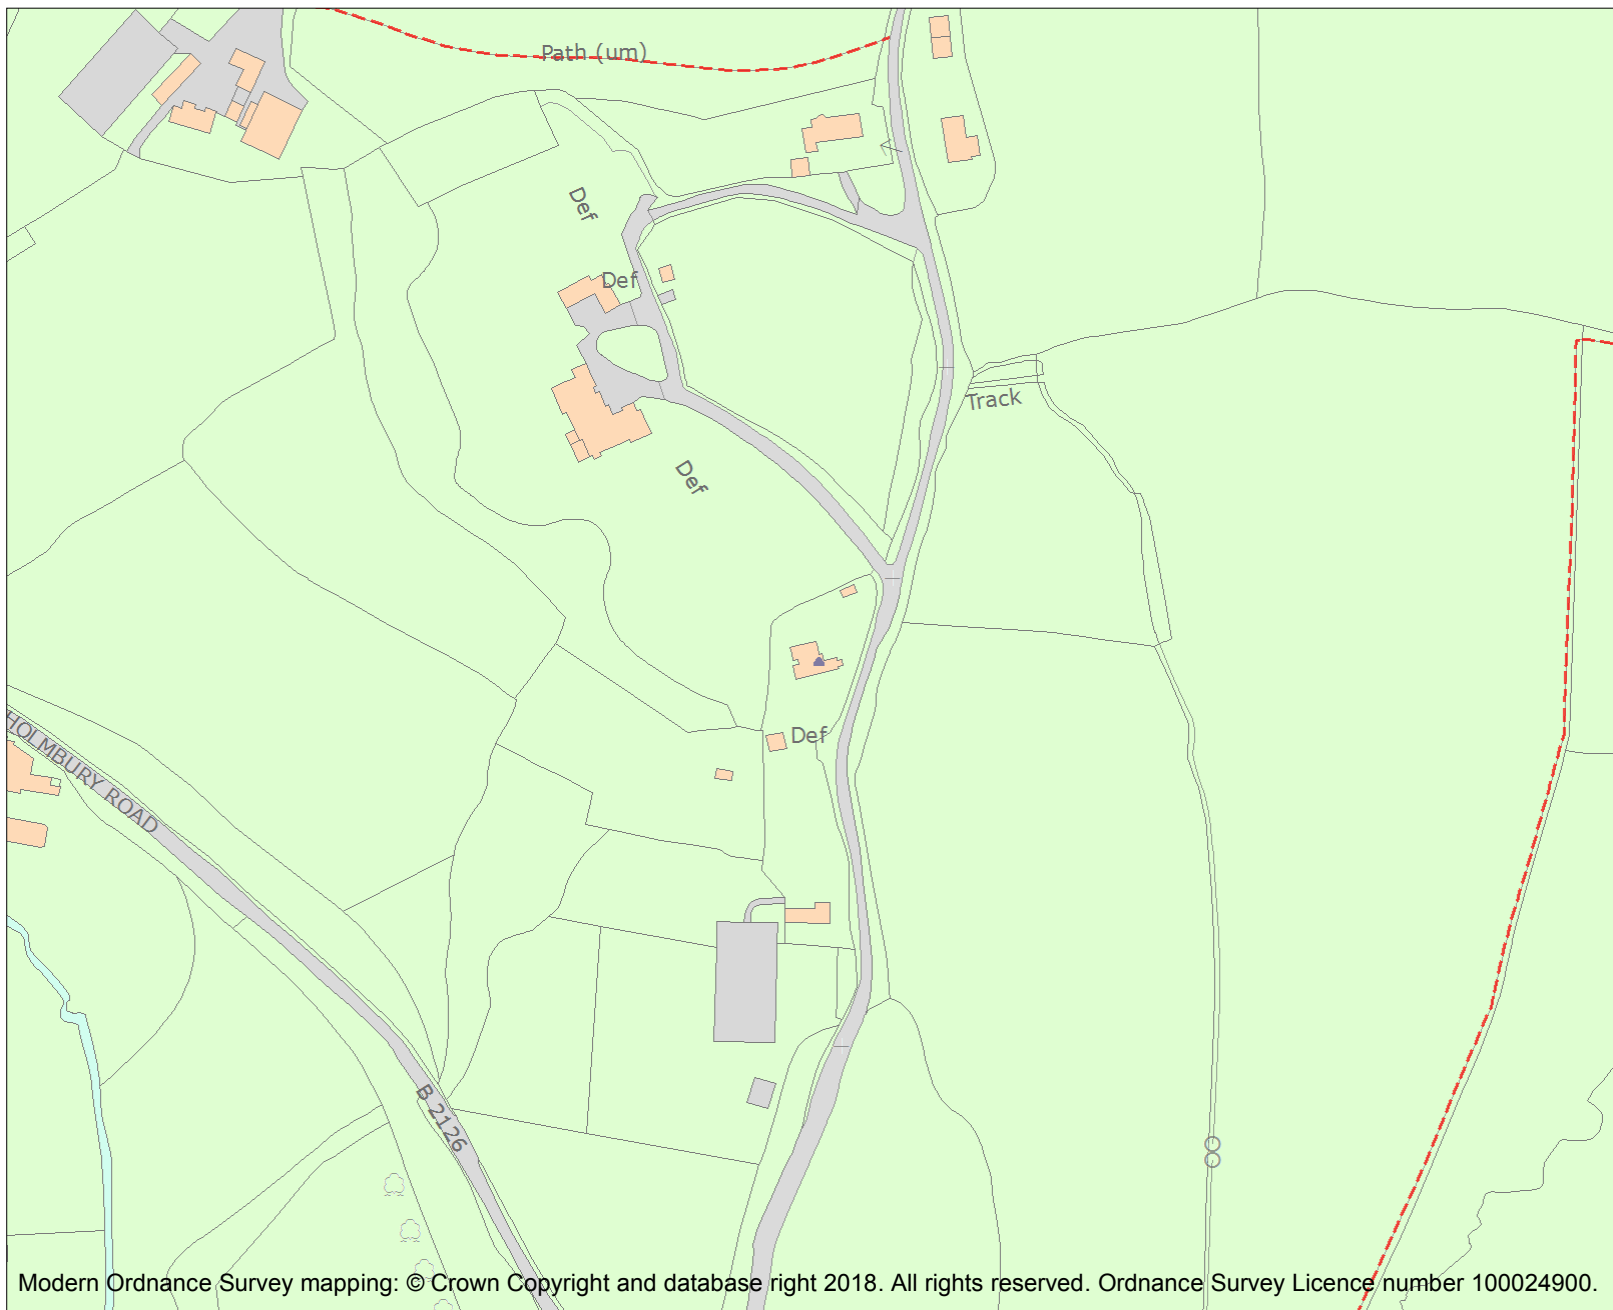 Path (um)
Def
Def
Track
Def
Def
HOLMBURY ROAD
B 2126
Modern Ordnance Survey mapping: © Crown Copyright and database right 2018. All rights reserved. Ordnance Survey Licence number 100024900.